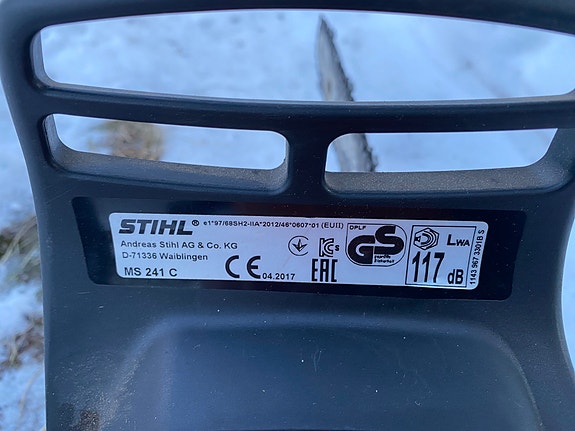 STIHL® e1*97/68SH2-IIA*2012/46*0607*01 (EUII)
Andreas Stihl AG & Co. KG
D-71336 Waiblingen
MS 241 C
CE 04.2017
EAC
DPLF
GS
LWA
117 dB
1143 967 3301B S